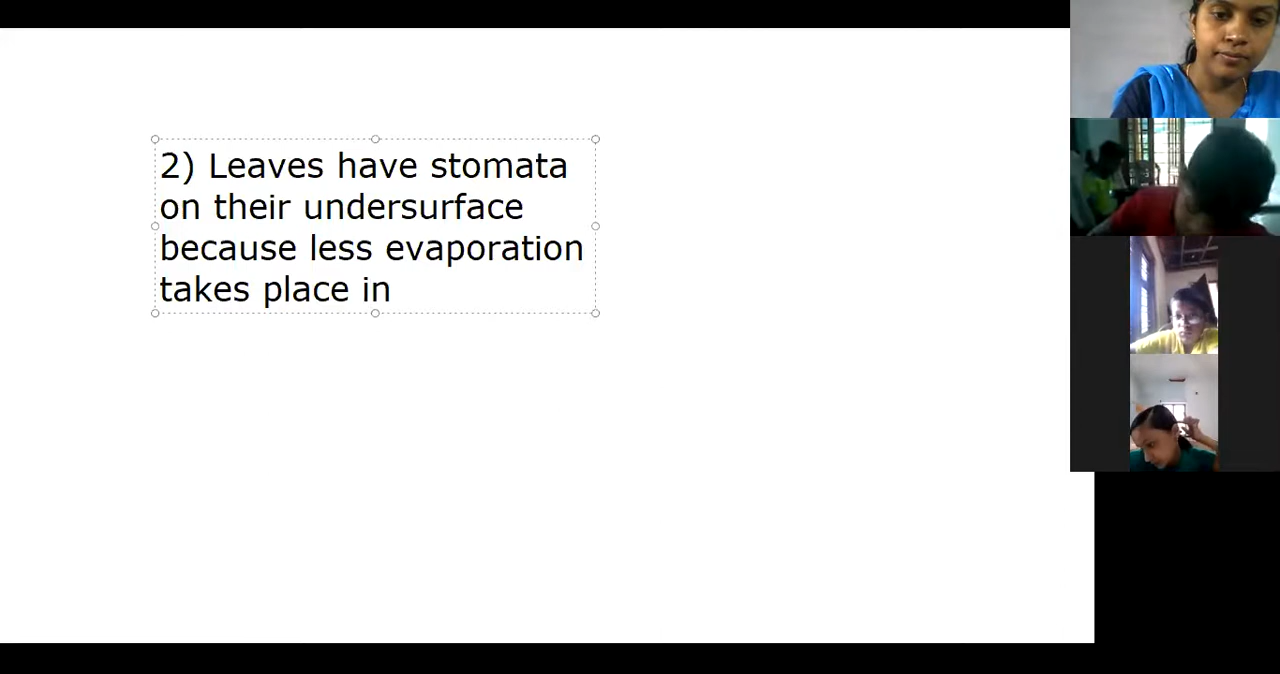 2) Leaves have stomata
on their undersurface
because less evaporation
takes place in